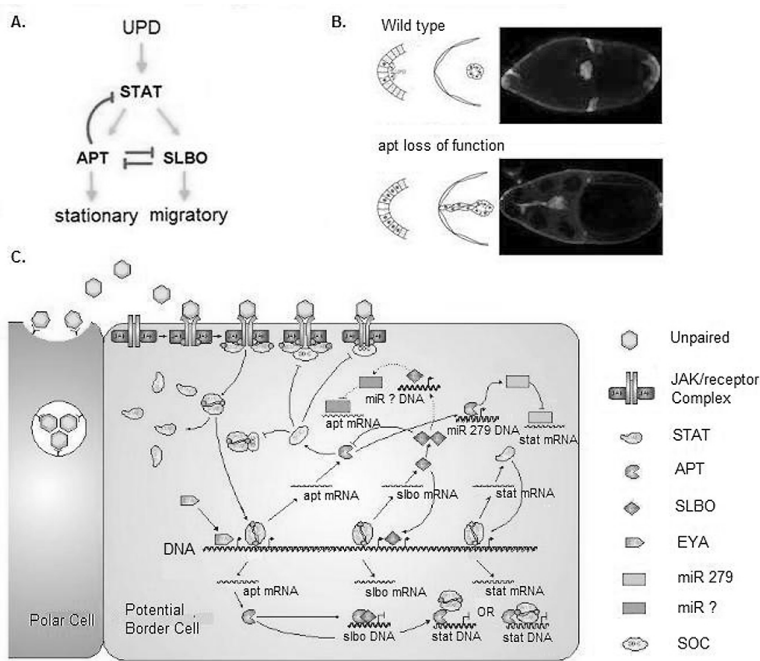 A.
UPD
STAT
APT
SLBO
stationary
migratory
B.
Wild type
UPD
apt loss of function
C.
Unpaired
JAK/receptor
Complex
STAT
APT
SLBO
EYA
miR 279
miR ?
SOC
miR ? DNA
apt mRNA
miR 279 DNA
stat mRNA
apt mRNA
slbo mRNA
stat mRNA
DNA
apt mRNA
slbo mRNA
stat mRNA
slbo DNA
stat DNA
OR
stat DNA
Polar Cell
Potential
Border Cell